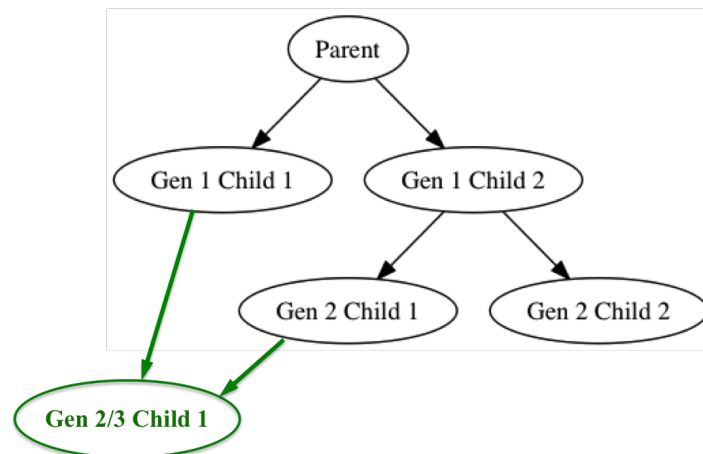 Parent
Gen 1 Child 1
Gen 1 Child 2
Gen 2 Child 1
Gen 2 Child 2
Gen 2/3 Child 1